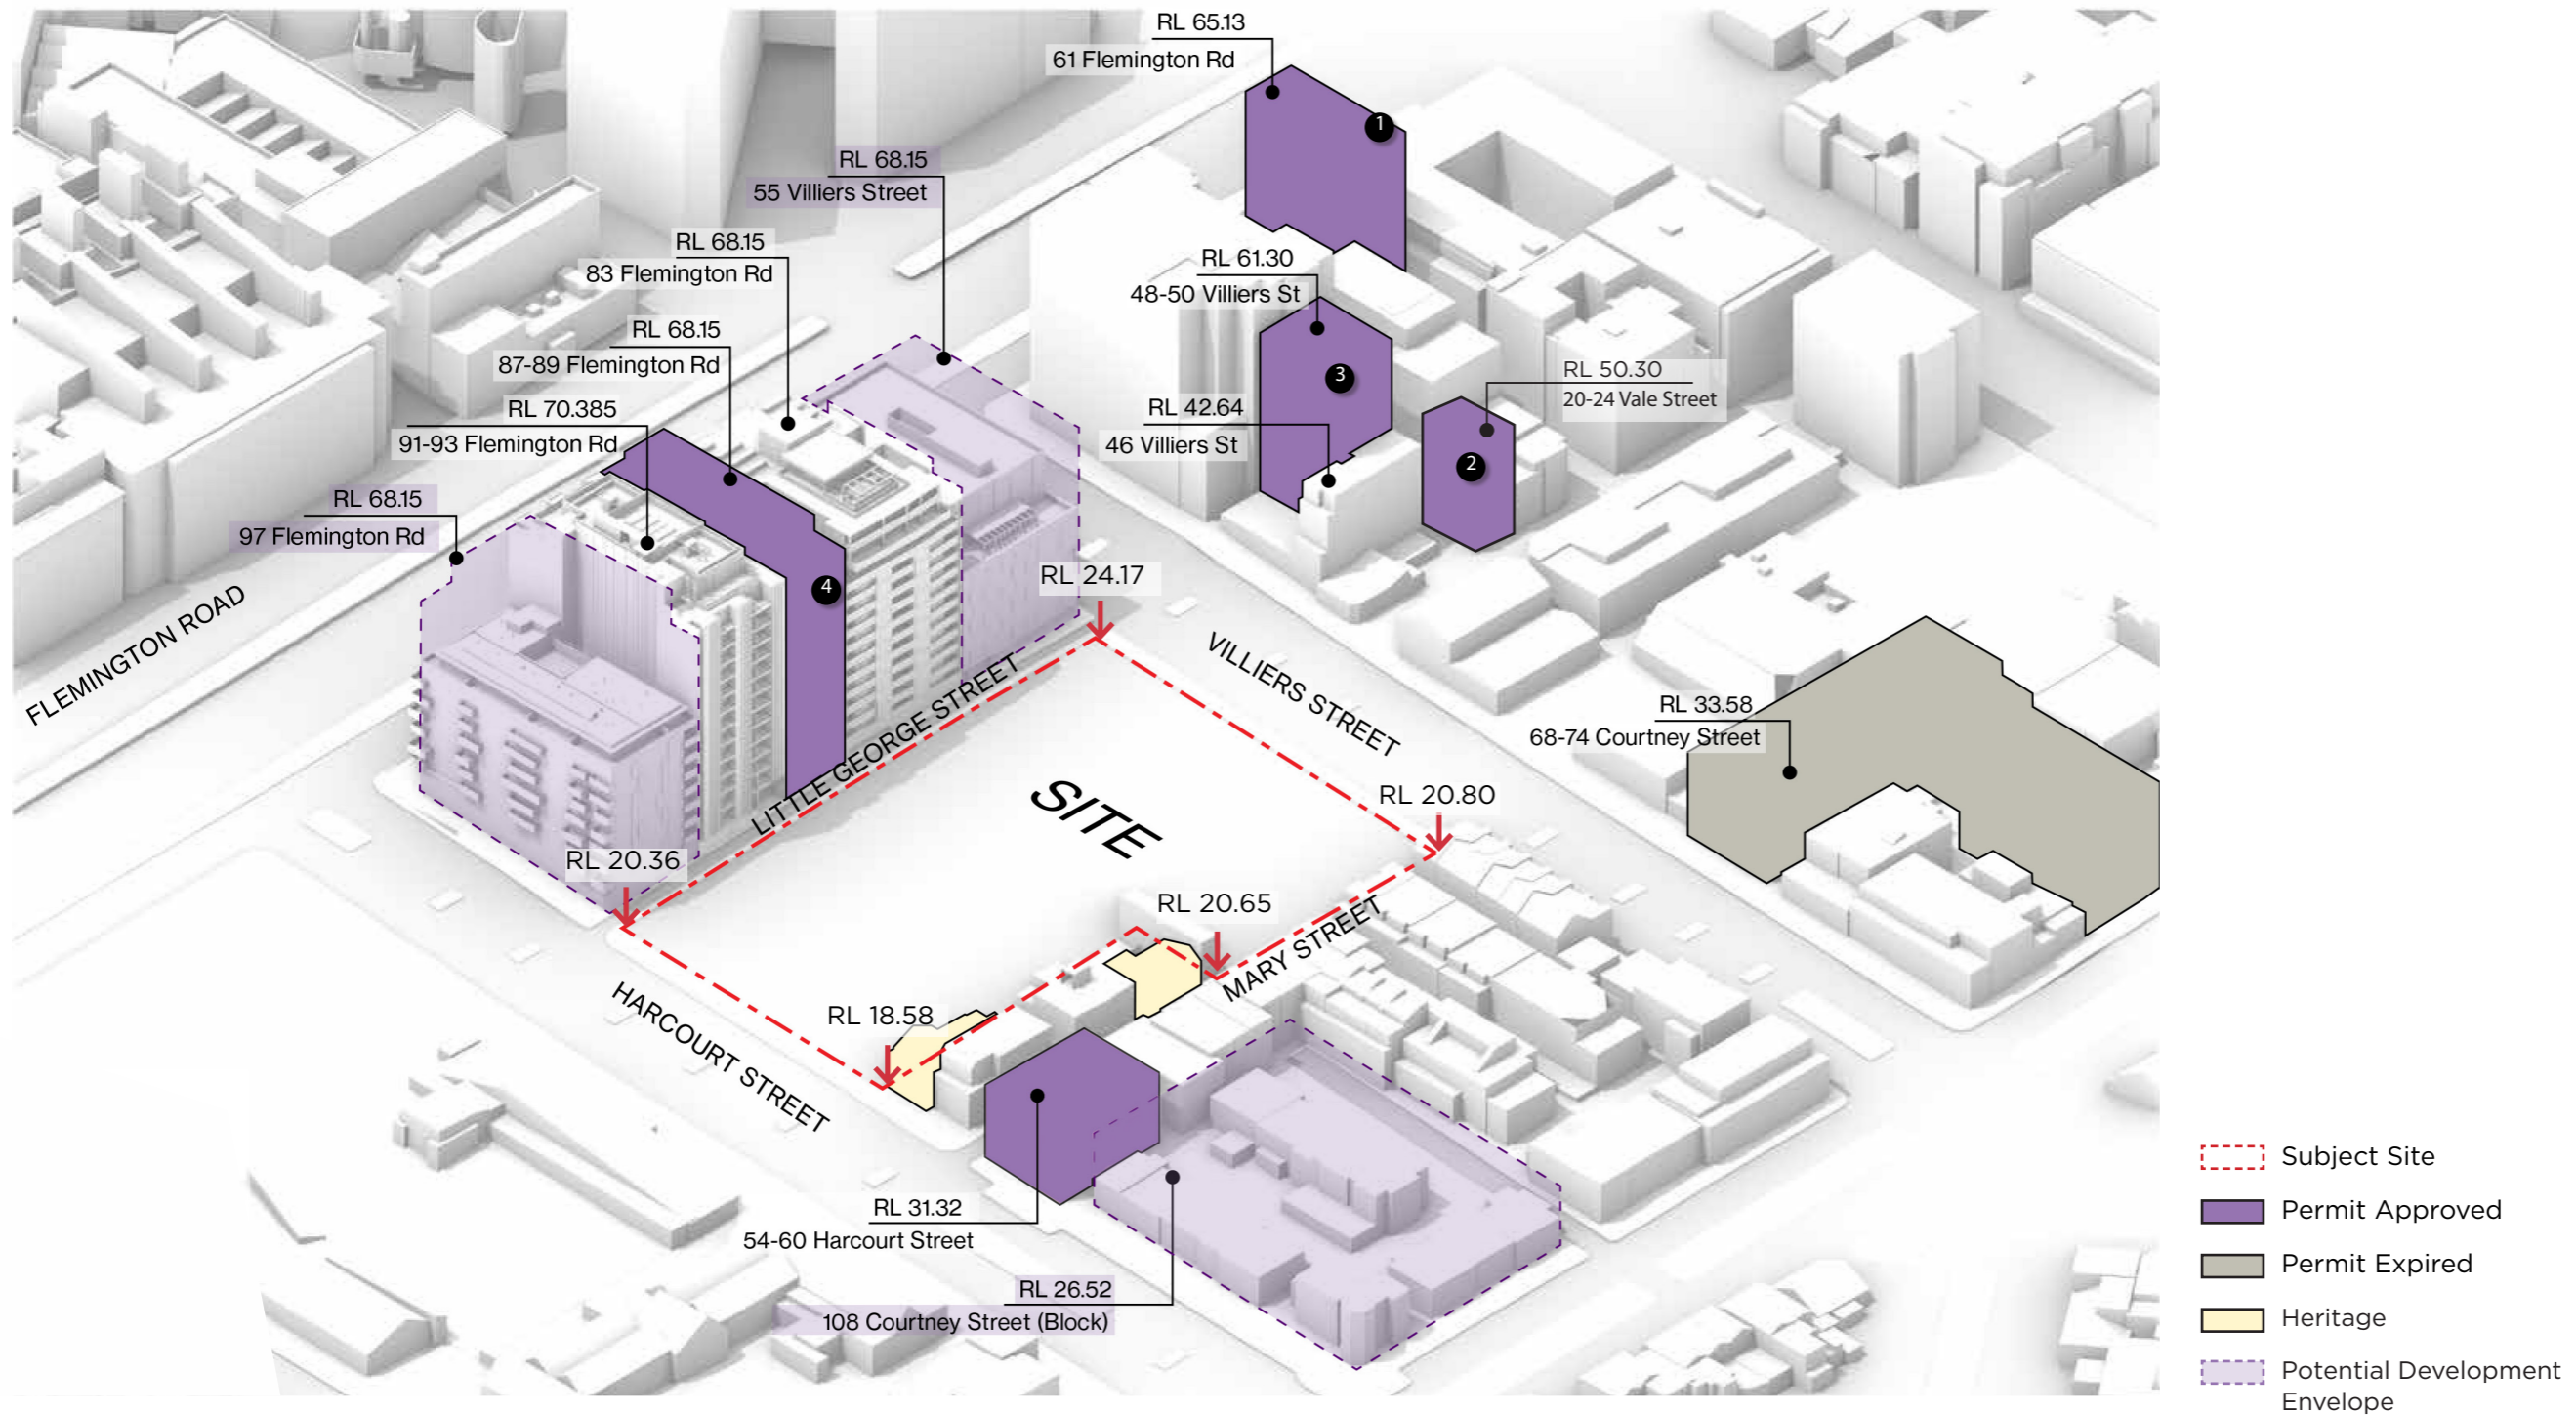 RL 65.13
61 Flemington Rd
1
RL 68.15
55 Villiers Street
RL 68.15
83 Flemington Rd
RL 61.30
48-50 Villiers St
RL 68.15
87-89 Flemington Rd
3
RL 50.30
20-24 Vale Street
RL 70.385
91-93 Flemington Rd
RL 42.64
46 Villiers St
2
RL 68.15
97 Flemington Rd
4
RL 24.17
FLEMINGTON ROAD
VILLIERS STREET
LITTLE GEORGE STREET
RL 33.58
68-74 Courtney Street
SITE
RL 20.80
RL 20.36
RL 20.65
MARY STREET
HARCOURT STREET
RL 18.58
RL 31.32
54-60 Harcourt Street
RL 26.52
108 Courtney Street (Block)
Subject Site
Permit Approved
Permit Expired
Heritage
Potential Development
Envelope